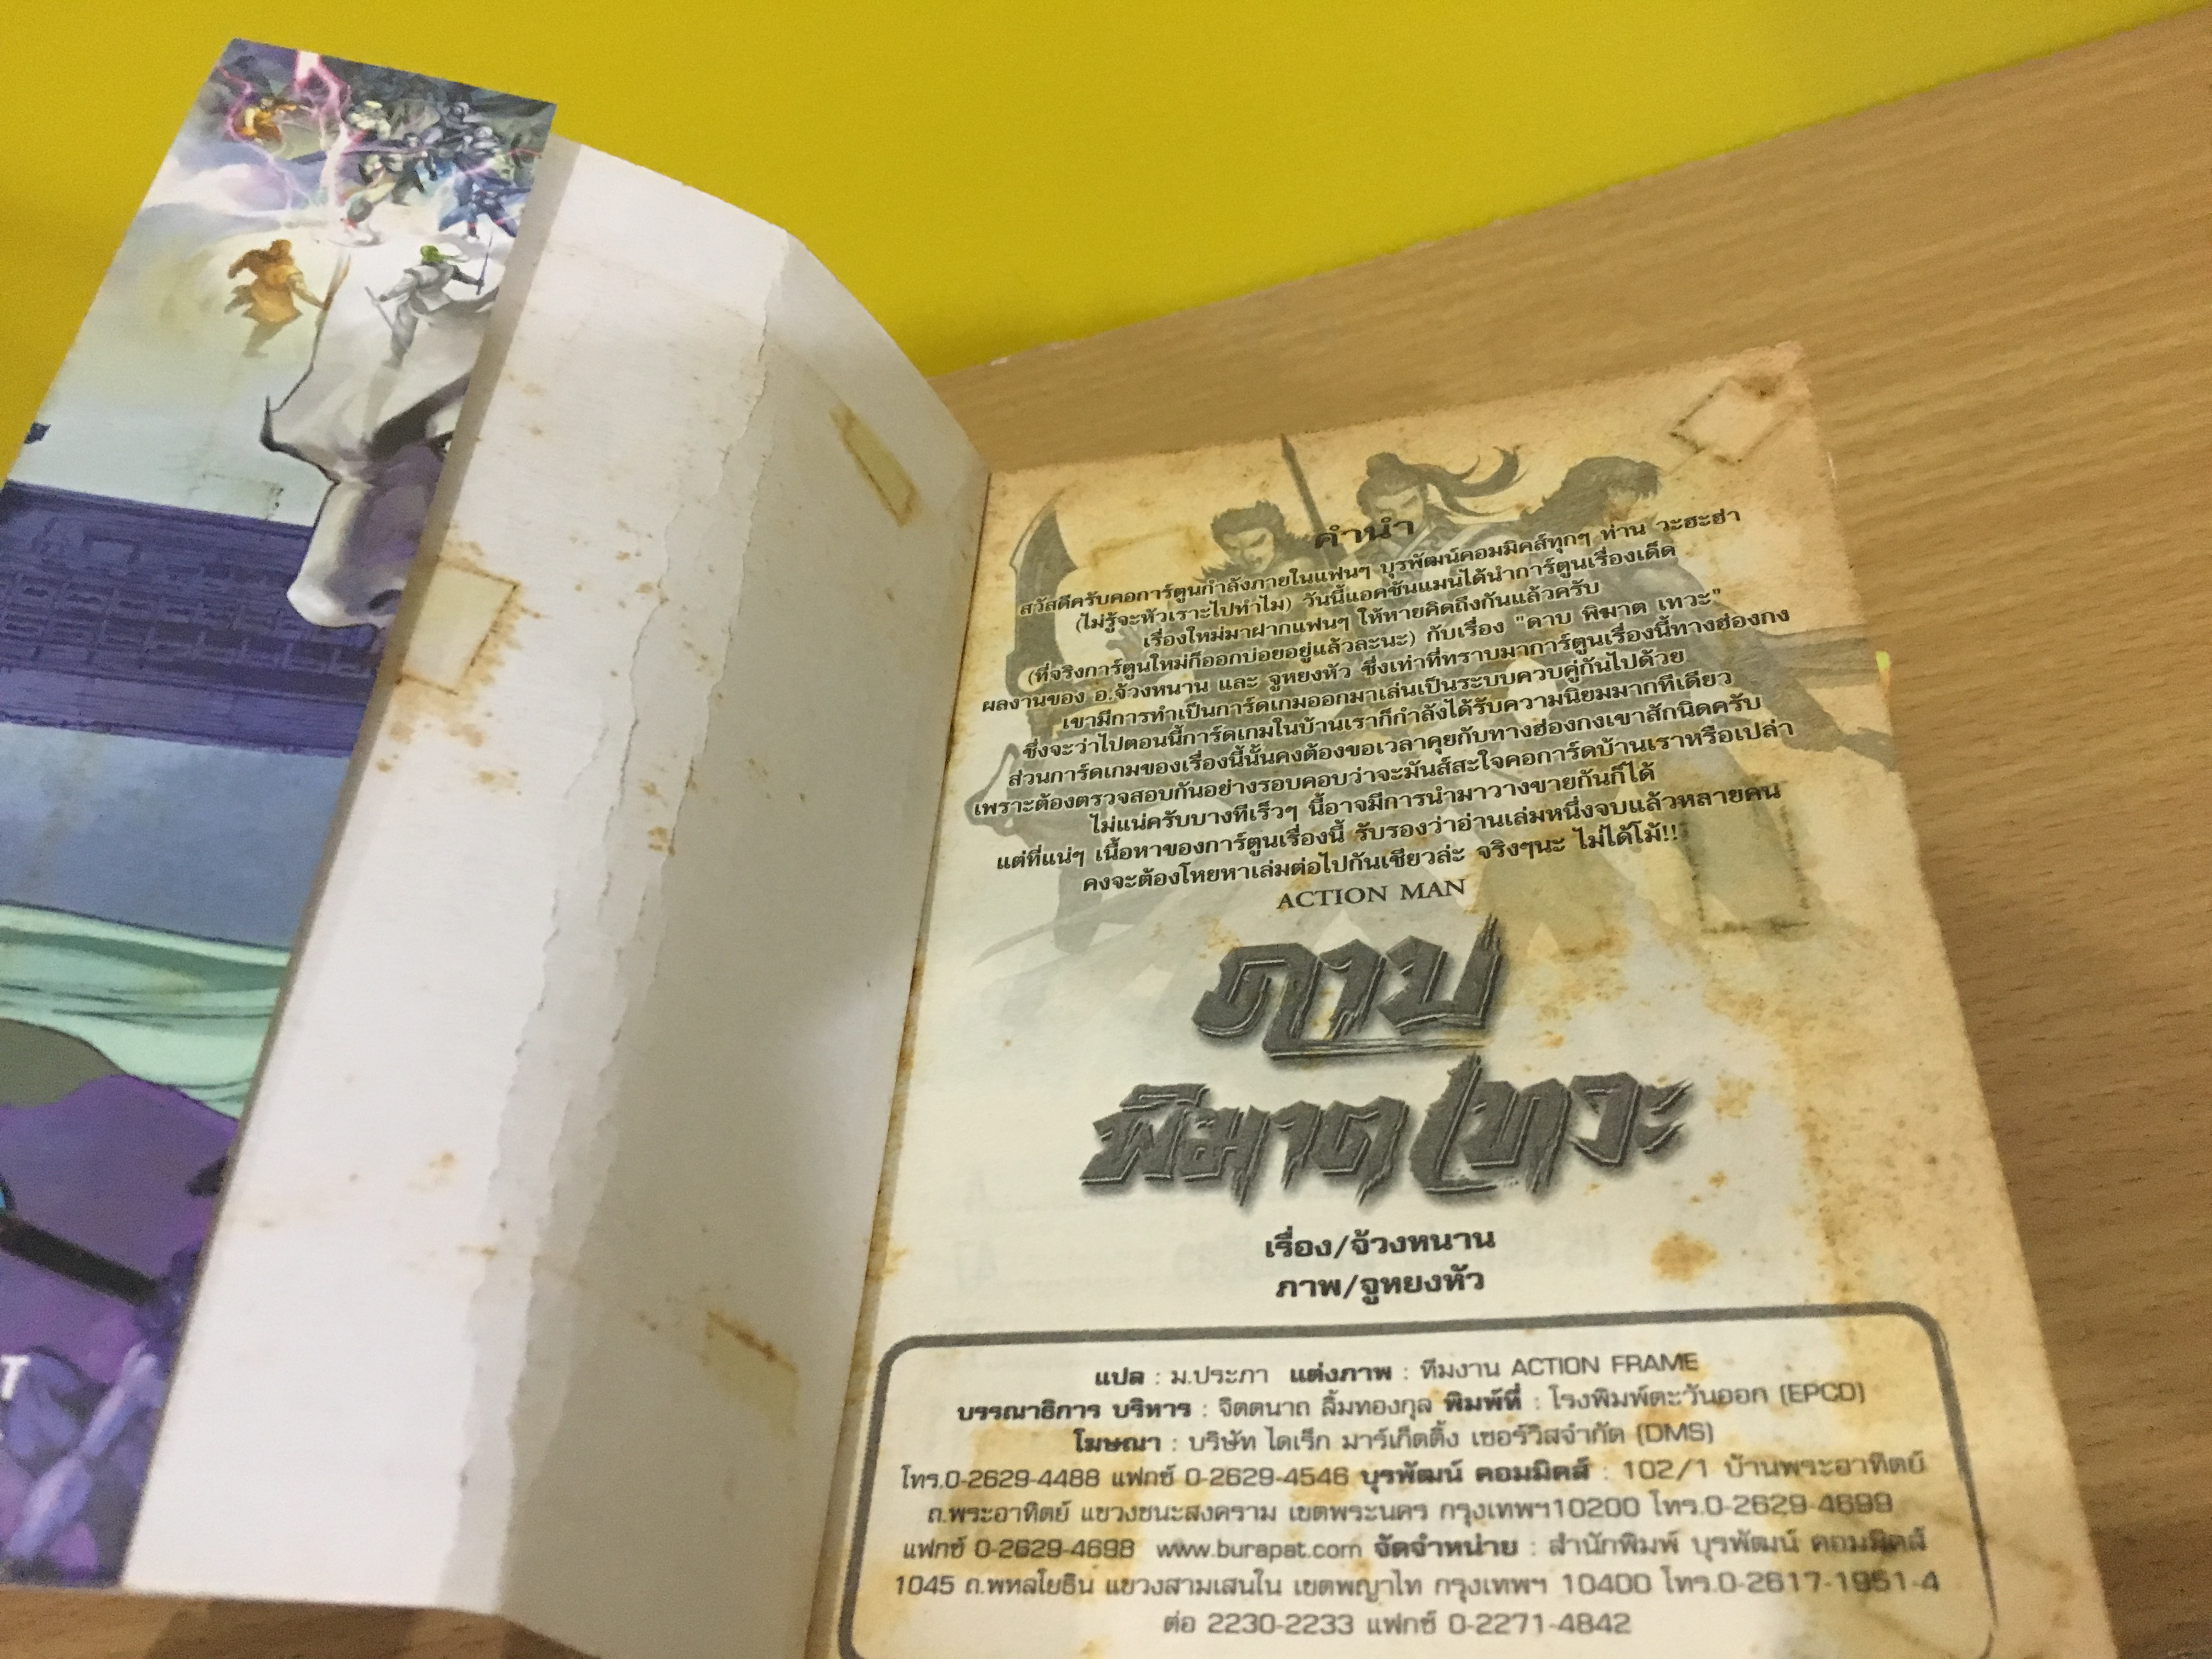 คำนำ
สวัสดีครับคอการ์ตูนกำลังภายในแฟนๆ บุรพัฒน์คอมมิคส์ทุกๆ ท่าน วะฮะฮ่า
(ไม่รู้จะหัวเราะไปทำไม) วันนี้แอคชันแมนได้นำการ์ตูนเรื่องเด็ด
เรื่องใหม่มาฝากแฟนๆ ให้หายคิดถึงกันแล้วครับ
(ที่จริงการ์ตูนใหม่ก็ออกบ่อยอยู่แล้วละนะ) กับเรื่อง "ดาบ พิฆาต เทวะ"
ผลงานของ อ.จ้วงหนาน และ จูหยงหัว ซึ่งเท่าที่ทราบมาการ์ตูนเรื่องนี้ทางฮ่องกง
เขามีการทำเป็นการ์ดเกมออกมาเล่นเป็นระบบควบคู่กันไปด้วย
ซึ่งจะว่าไปตอนนี้การ์ดเกมในบ้านเราก็กำลังได้รับความนิยมมากทีเดียว
ส่วนการ์ดเกมของเรื่องนี้นั้นคงต้องขอเวลาคุยกับทางฮ่องกงเขาสักนิดครับ
เพราะต้องตรวจสอบกันอย่างรอบคอบว่าจะมันส์สะใจคอการ์ดบ้านเราหรือเปล่า
ไม่แน่ครับบางทีเร็วๆ นี้อาจมีการนำมาวางขายกันก็ได้
แต่ที่แน่ๆ เนื้อหาของการ์ตูนเรื่องนี้ รับรองว่าอ่านเล่มหนึ่งจบแล้วหลายคน
คงจะต้องโหยหาเล่มต่อไปกันเชียวล่ะ จริงๆนะ ไม่ได้โม้!!
ACTION MAN
ดาบ
พิฆาต เทวะ
เรื่อง/จ้วงหนาน
ภาพ/จูหยงหัว
แปล : ม.ประภา แต่งภาพ : ทีมงาน ACTION FRAME
บรรณาธิการ บริหาร : จิตตนาถ ลิ้มทองกุล พิมพ์ที่ : โรงพิมพ์ตะวันออก (EPCD)
โฆษณา : บริษัท ไดเร็ก มาร์เก็ตติ้ง เซอร์วิสจำกัด (DMS)
โทร.0-2629-4488 แฟกซ์ 0-2629-4546 บุรพัฒน์ คอมมิคส์ : 102/1 บ้านพระอาทิตย์
ถ.พระอาทิตย์ แขวงชนะสงคราม เขตพระนคร กรุงเทพฯ10200 โทร.0-2629-4699
แฟกซ์ 0-2629-4698 www.burapat.com จัดจำหน่าย : สำนักพิมพ์ บุรพัฒน์ คอมมิคส์
1045 ถ.พหลโยธิน แขวงสามเสนใน เขตพญาไท กรุงเทพฯ 10400 โทร.0-2617-1951-4
ต่อ 2230-2233 แฟกซ์ 0-2271-4842